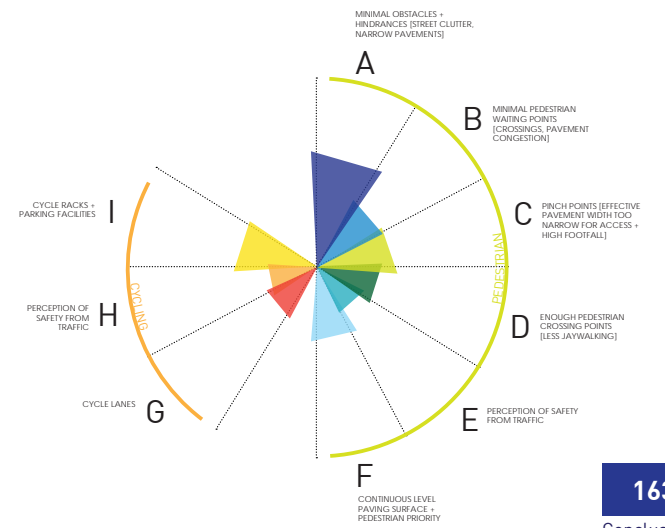 MINIMAL OBSTACLES +
HINDRANCES [STREET CLUTTER,
NARROW PAVEMENTS]
A
B
MINIMAL PEDESTRIAN
WAITING POINTS
[CROSSINGS, PAVEMENT
CONGESTION]
C
PINCH POINTS [EFFECTIVE
PAVEMENT WIDTH TOO
NARROW FOR ACCESS +
HIGH FOOTFALL]
PEDESTRIAN
D
ENOUGH PEDESTRIAN
CROSSING POINTS
[LESS JAYWALKING]
E
PERCEPTION OF SAFETY
FROM TRAFFIC
F
CONTINUOUS LEVEL
PAVING SURFACE +
PEDESTRIAN PRIORITY
CYCLE LANES
G
PERCEPTION OF
SAFETY FROM
TRAFFIC
H
CYCLING
CYCLE RACKS +
PARKING FACILITIES
I
163